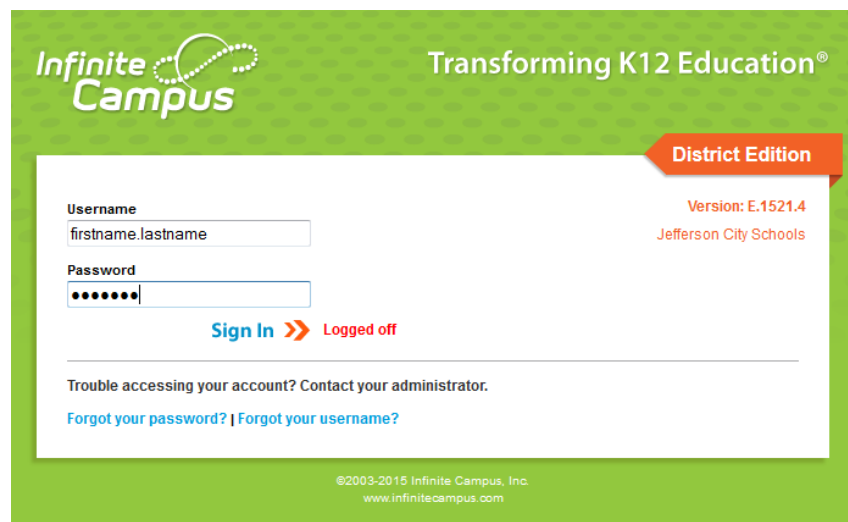 Infinite
Campus
Transforming K12 Education®
District Edition
Username
Version: E.1521.4
firstname.lastname
Jefferson City Schools
Password
●●●●●●●
Sign In
Logged off
Trouble accessing your account? Contact your administrator.
Forgot your password? | Forgot your username?
©2003-2015 Infinite Campus, Inc.
www.infinitecampus.com